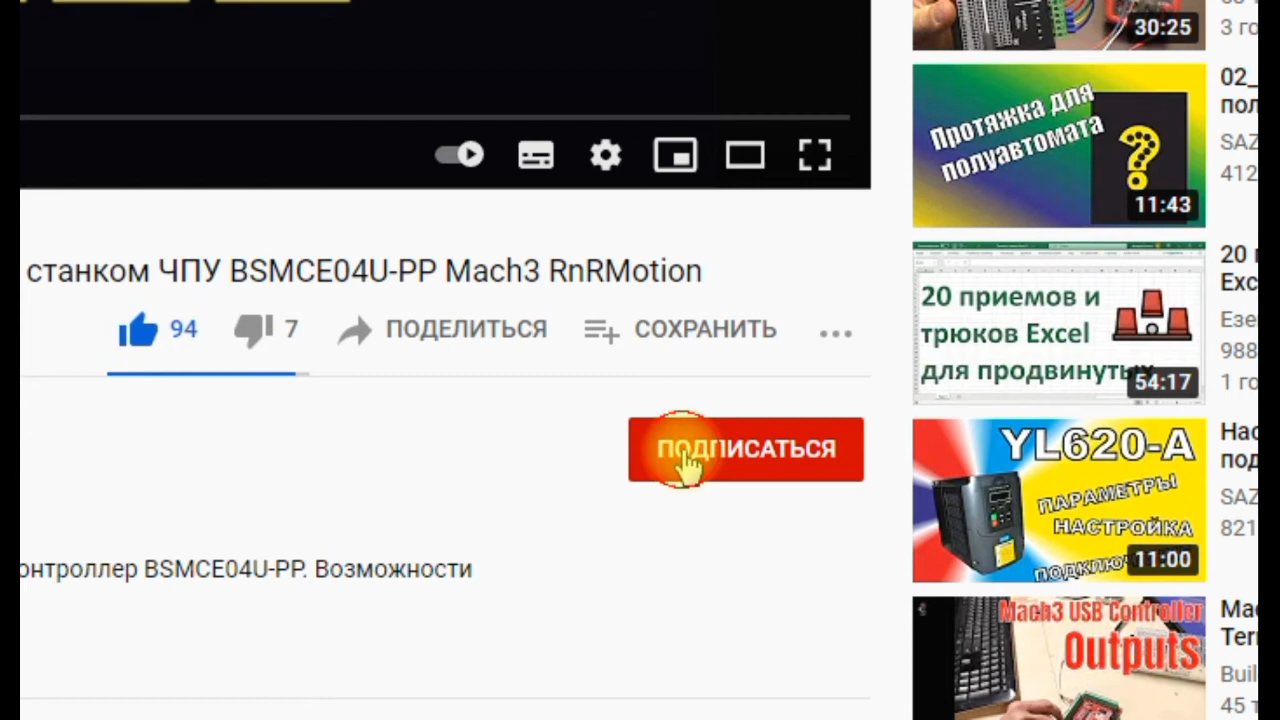 станком ЧПУ BSMCE04U-PP Mach3 RnRMotion
94
7
ПОДЕЛИТЬСЯ
СОХРАНИТЬ
ПОДПИСАТЬСЯ
онтроллер BSMCE04U-PP. Возможности
30:25
3 го
Протяжка для
полуавтомата
?
11:43
02_
пол
SAZ
412
20 приемов и
трюков Excel
для продвинутых
54:17
20 п
Exc
Езе
988
1 го
YL620-A
ПАРАМЕТРЫ
НАСТРОЙКА
ПОДКЛЮ
11:00
Нас
под
SAZ
821
Mach3 USB Controller
Outputs
Mac
Ter
Buil
45 т